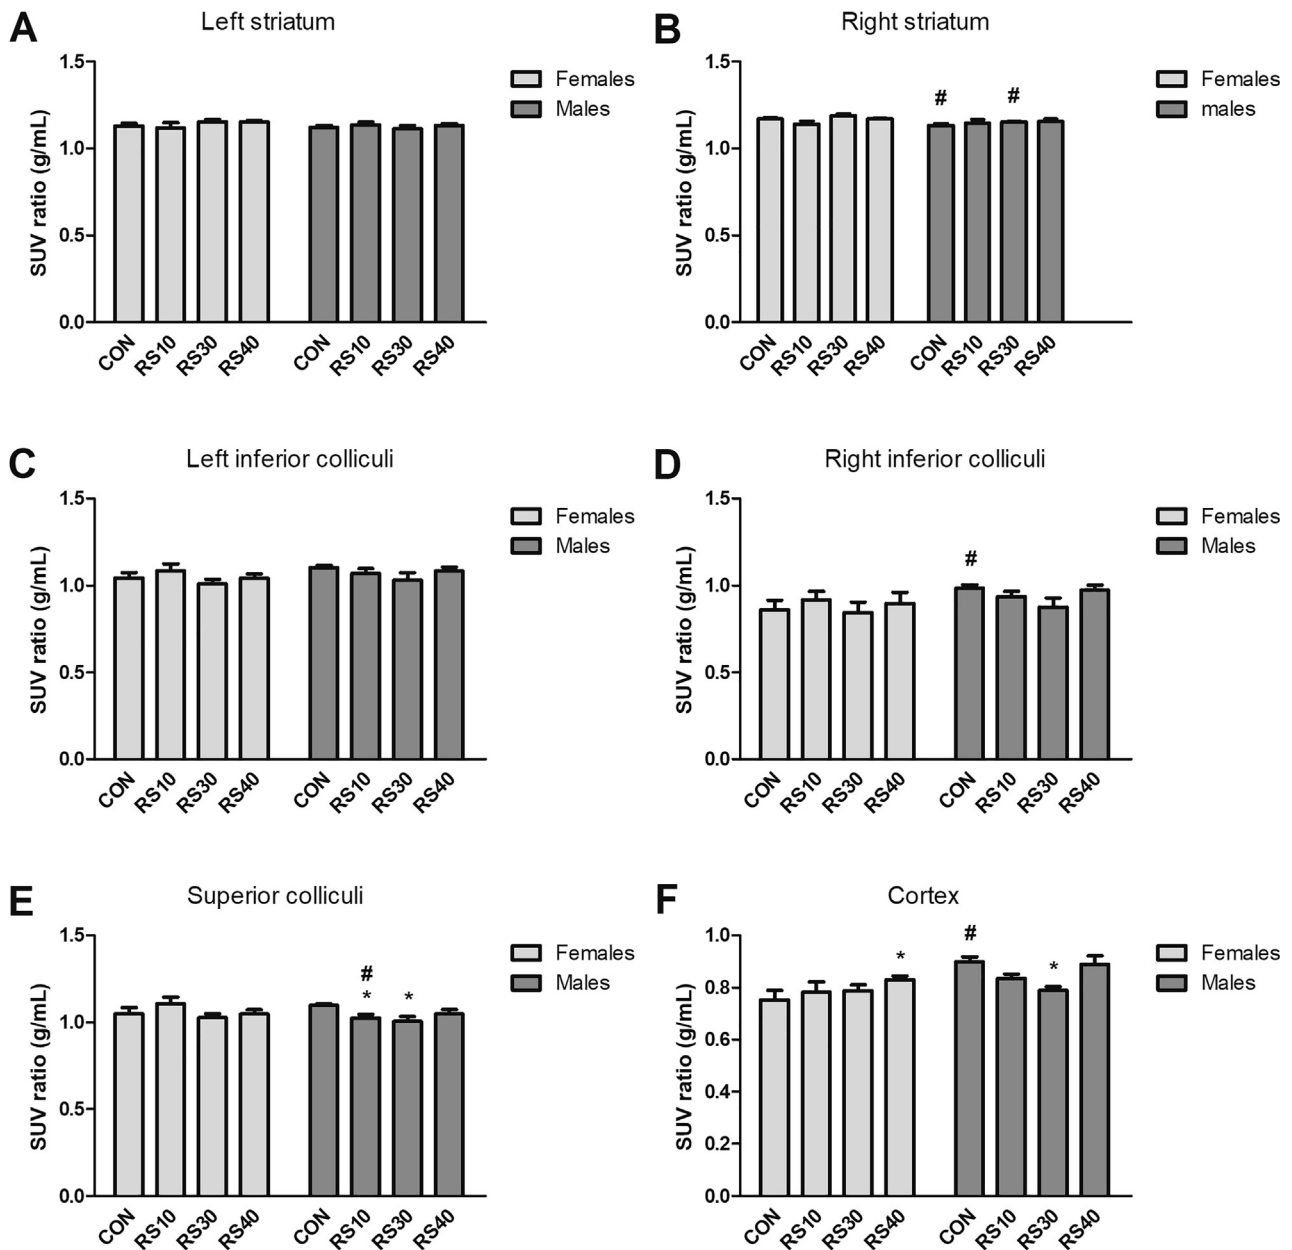 A
Left striatum
SUV ratio (g/mL)
1.5
1.0
0.5
0.0
CON RS10 RS30 RS40 CON RS10 RS30 RS40
Females
Males
B
Right striatum
SUV ratio (g/mL)
1.5
1.0
0.5
0.0
# #
CON RS10 RS30 RS40 CON RS10 RS30 RS40
Females
males
C
Left inferior colliculi
SUV ratio (g/mL)
1.5
1.0
0.5
0.0
CON RS10 RS30 RS40 CON RS10 RS30 RS40
Females
Males
D
Right inferior colliculi
SUV ratio (g/mL)
1.5
1.0
0.5
0.0
#
CON RS10 RS30 RS40 CON RS10 RS30 RS40
Females
Males
E
Superior colliculi
SUV ratio (g/mL)
1.5
1.0
0.5
0.0
#
* *
CON RS10 RS30 RS40 CON RS10 RS30 RS40
Females
Males
F
Cortex
SUV ratio (g/mL)
1.0
0.8
0.6
0.4
0.2
0.0
#
* *
CON RS10 RS30 RS40 CON RS10 RS30 RS40
Females
Males